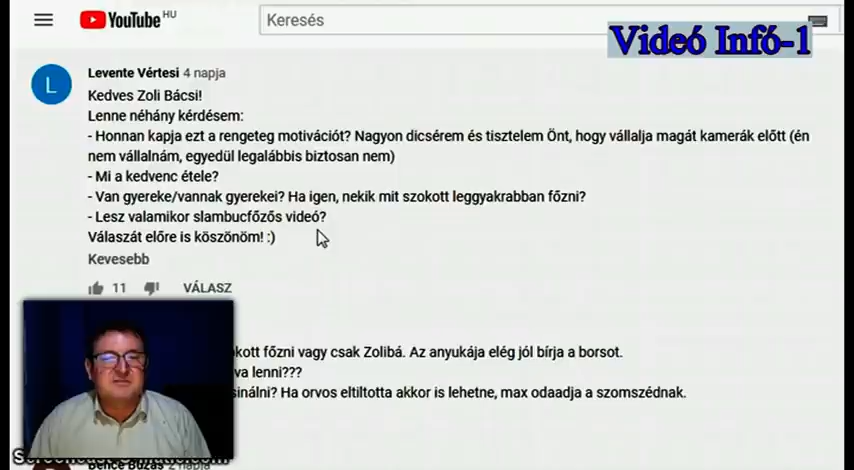 YouTube HU
Keresés
Videó Infó-1
L
Levente Vértesi 4 napja
Kedves Zoli Bácsi!
Lenne néhány kérdésem:
- Honnan kapja ezt a rengeteg motivációt? Nagyon dicsérem és tisztelem Önt, hogy vállalja magát kamerák előtt (én
nem vállalnám, egyedül legalábbis biztosan nem)
- Mi a kedvenc étele?
- Van gyereke/vannak gyerekei? Ha igen, nekik mit szokott leggyakrabban főzni?
- Lesz valamikor slambucfőzős videó?
Válaszát előre is köszönöm! :)
Kevesebb
11 VÁLASZ
főzni vagy csak Zolibá. Az anyukája elég jól bírja a borsot.
lenni???
Ha orvos eltiltotta akkor is lehetne, max odaadja a szomszédnak.
Bence Búzás 2 napja